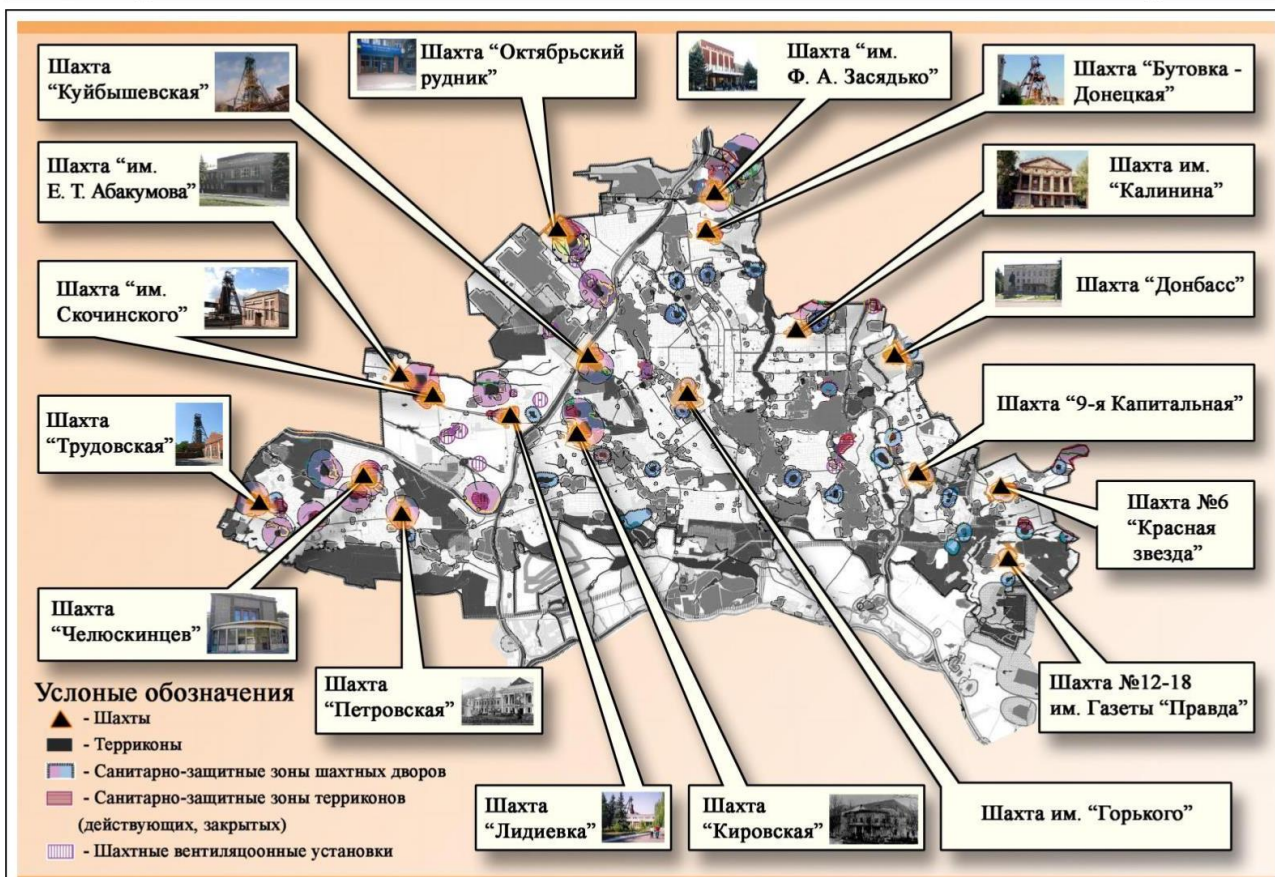 Шахта
“Куйбышевская”
Шахта “Октябрьский
рудник”
Шахта “им.
Ф. А. Засядько”
Шахта “Бутовка -
Донецкая”
Шахта “им.
Е. Т. Абакумова”
Шахта им.
“Калинина”
Шахта “им.
Скочинского”
Шахта “Донбасс”
Шахта
“Трудовская”
Шахта “9-я Капитальная”
Шахта №6
“Красная
звезда”
Шахта
“Челюскинцев”
Шахта
“Петровская”
Шахта №12-18
им. Газеты “Правда”
Шахта
“Лидиевка”
Шахта
“Кировская”
Шахта им. “Горького”
Услоные обозначения
- Шахты
- Терриконы
- Санитарно-защитные зоны шахтных дворов
- Санитарно-защитные зоны терриконов
(действующих, закрытых)
- Шахтные вентиляцоонные установки